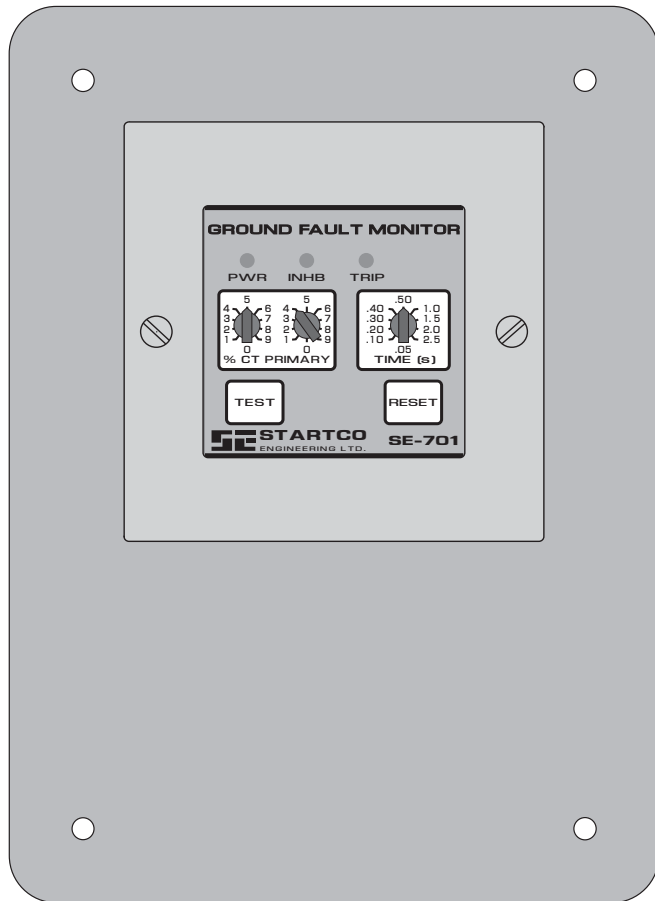 GROUND FAULT MONITOR
PWR INHB TRIP
5 5 .50
4 6 4 6 .40 1.0
3 7 3 7 .30 1.5
2 8 2 8 .20 2.0
1 9 1 9 .10 2.5
0 0 .05
% CT PRIMARY TIME (s)
TEST RESET
SE STARTCO SE-701
ENGINEERING LTD.